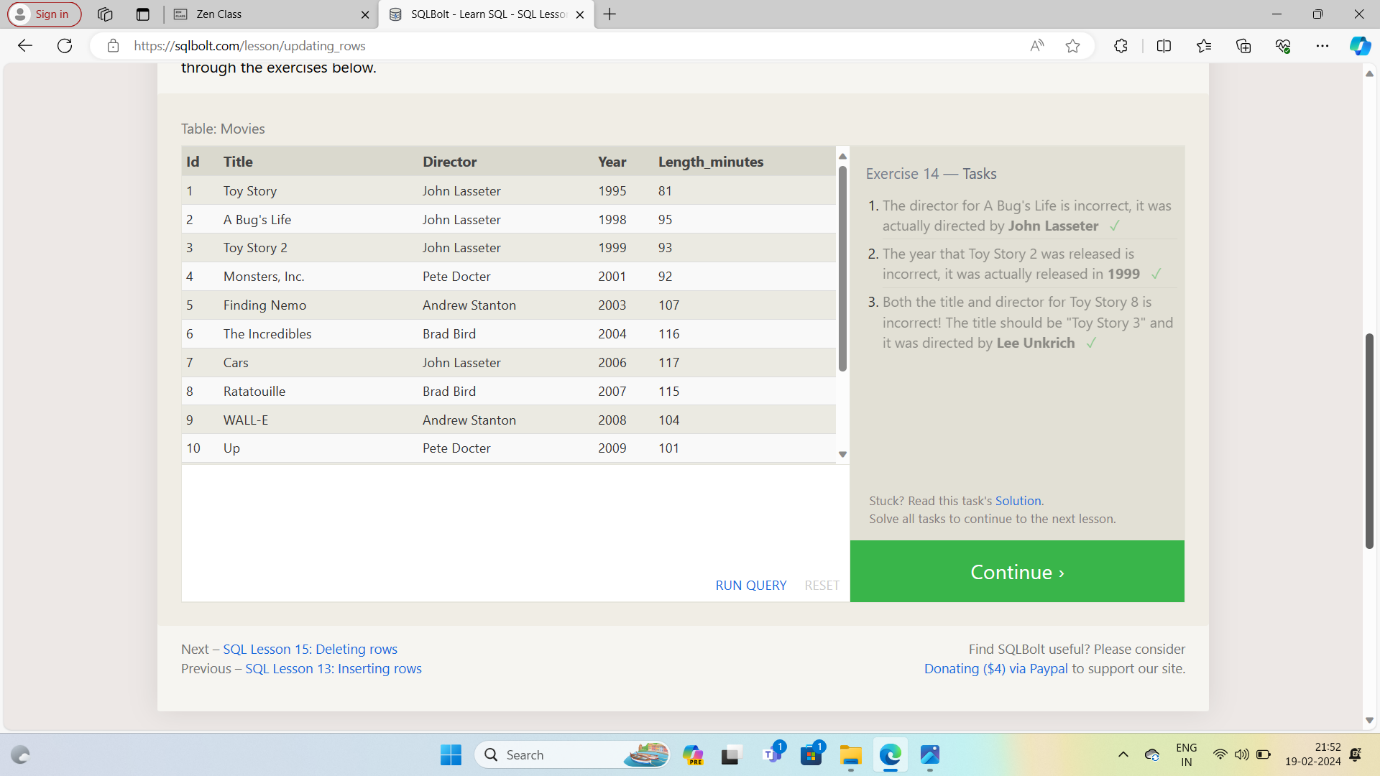 Sign in
Zen Class
SQLBolt - Learn SQL - SQL Lesso
https://sqlbolt.com/lesson/updating_rows
through the exercises below.
Table: Movies
Id Title Director Year Length_minutes
1 Toy Story John Lasseter 1995 81
2 A Bug's Life John Lasseter 1998 95
3 Toy Story 2 John Lasseter 1999 93
4 Monsters, Inc. Pete Docter 2001 92
5 Finding Nemo Andrew Stanton 2003 107
6 The Incredibles Brad Bird 2004 116
7 Cars John Lasseter 2006 117
8 Ratatouille Brad Bird 2007 115
9 WALL-E Andrew Stanton 2008 104
10 Up Pete Docter 2009 101
RUN QUERY RESET
Exercise 14 — Tasks
1. The director for A Bug's Life is incorrect, it was
actually directed by John Lasseter ✓
2. The year that Toy Story 2 was released is
incorrect, it was actually released in 1999 ✓
3. Both the title and director for Toy Story 8 is
incorrect! The title should be "Toy Story 3" and
it was directed by Lee Unkrich ✓
Stuck? Read this task's Solution.
Solve all tasks to continue to the next lesson.
Continue ›
Next – SQL Lesson 15: Deleting rows
Previous – SQL Lesson 13: Inserting rows
Find SQLBolt useful? Please consider
Donating ($4) via Paypal to support our site.
Search
PRE
1
1
ENG
IN
21:52
19-02-2024